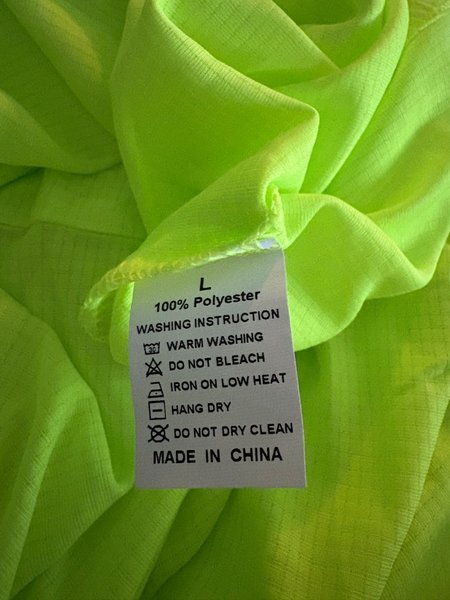 L
100% Polyester
WASHING INSTRUCTION
WARM WASHING
DO NOT BLEACH
IRON ON LOW HEAT
HANG DRY
DO NOT DRY CLEAN
MADE IN CHINA